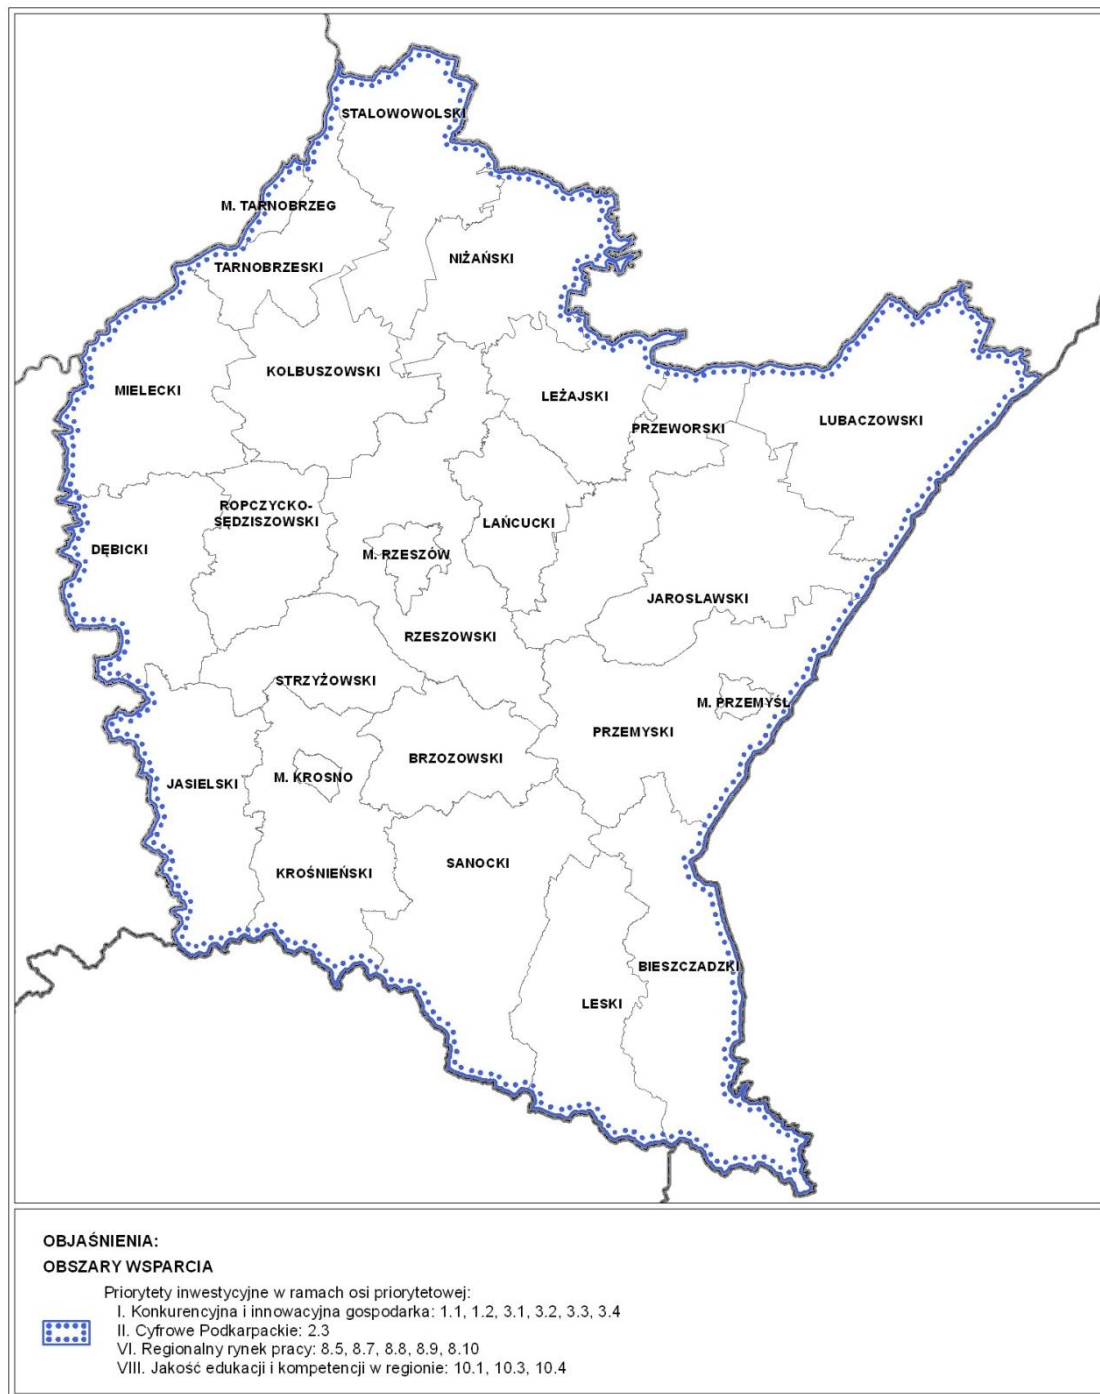 STALOWOWOLSKI
M. TARNOBRZEG
NIŻAŃSKI
TARNOBRZESKI
KOLBUSZOWSKI
MIELECKI
LEŻAJSKI
LUBACZOWSKI
PRZEWORSKI
ROPCZYCKO-
SĘDZISZOWSKI
ŁAŃCUCKI
DĘBICKI
M. RZESZÓW
JAROSLAWSKI
RZESZOWSKI
STRZYŻOWSKI
M. PRZEMYŚL
PRZEMYSKI
BRZOZOWSKI
M. KROSNO
JASIELSKI
SANOCKI
KROŚNIEŃSKI
BIESZCZADZKI
LESKI
OBJAŚNIENIA:
OBSZARY WSPARCIA
Priorytety inwestycyjne w ramach osi priorytetowej:
I. Konkurencyjna i innowacyjna gospodarka: 1.1, 1.2, 3.1, 3.2, 3.3, 3.4
II. Cyfrowe Podkarpackie: 2.3
VI. Regionalny rynek pracy: 8.5, 8.7, 8.8, 8.9, 8.10
VIII. Jakość edukacji i kompetencji w regionie: 10.1, 10.3, 10.4